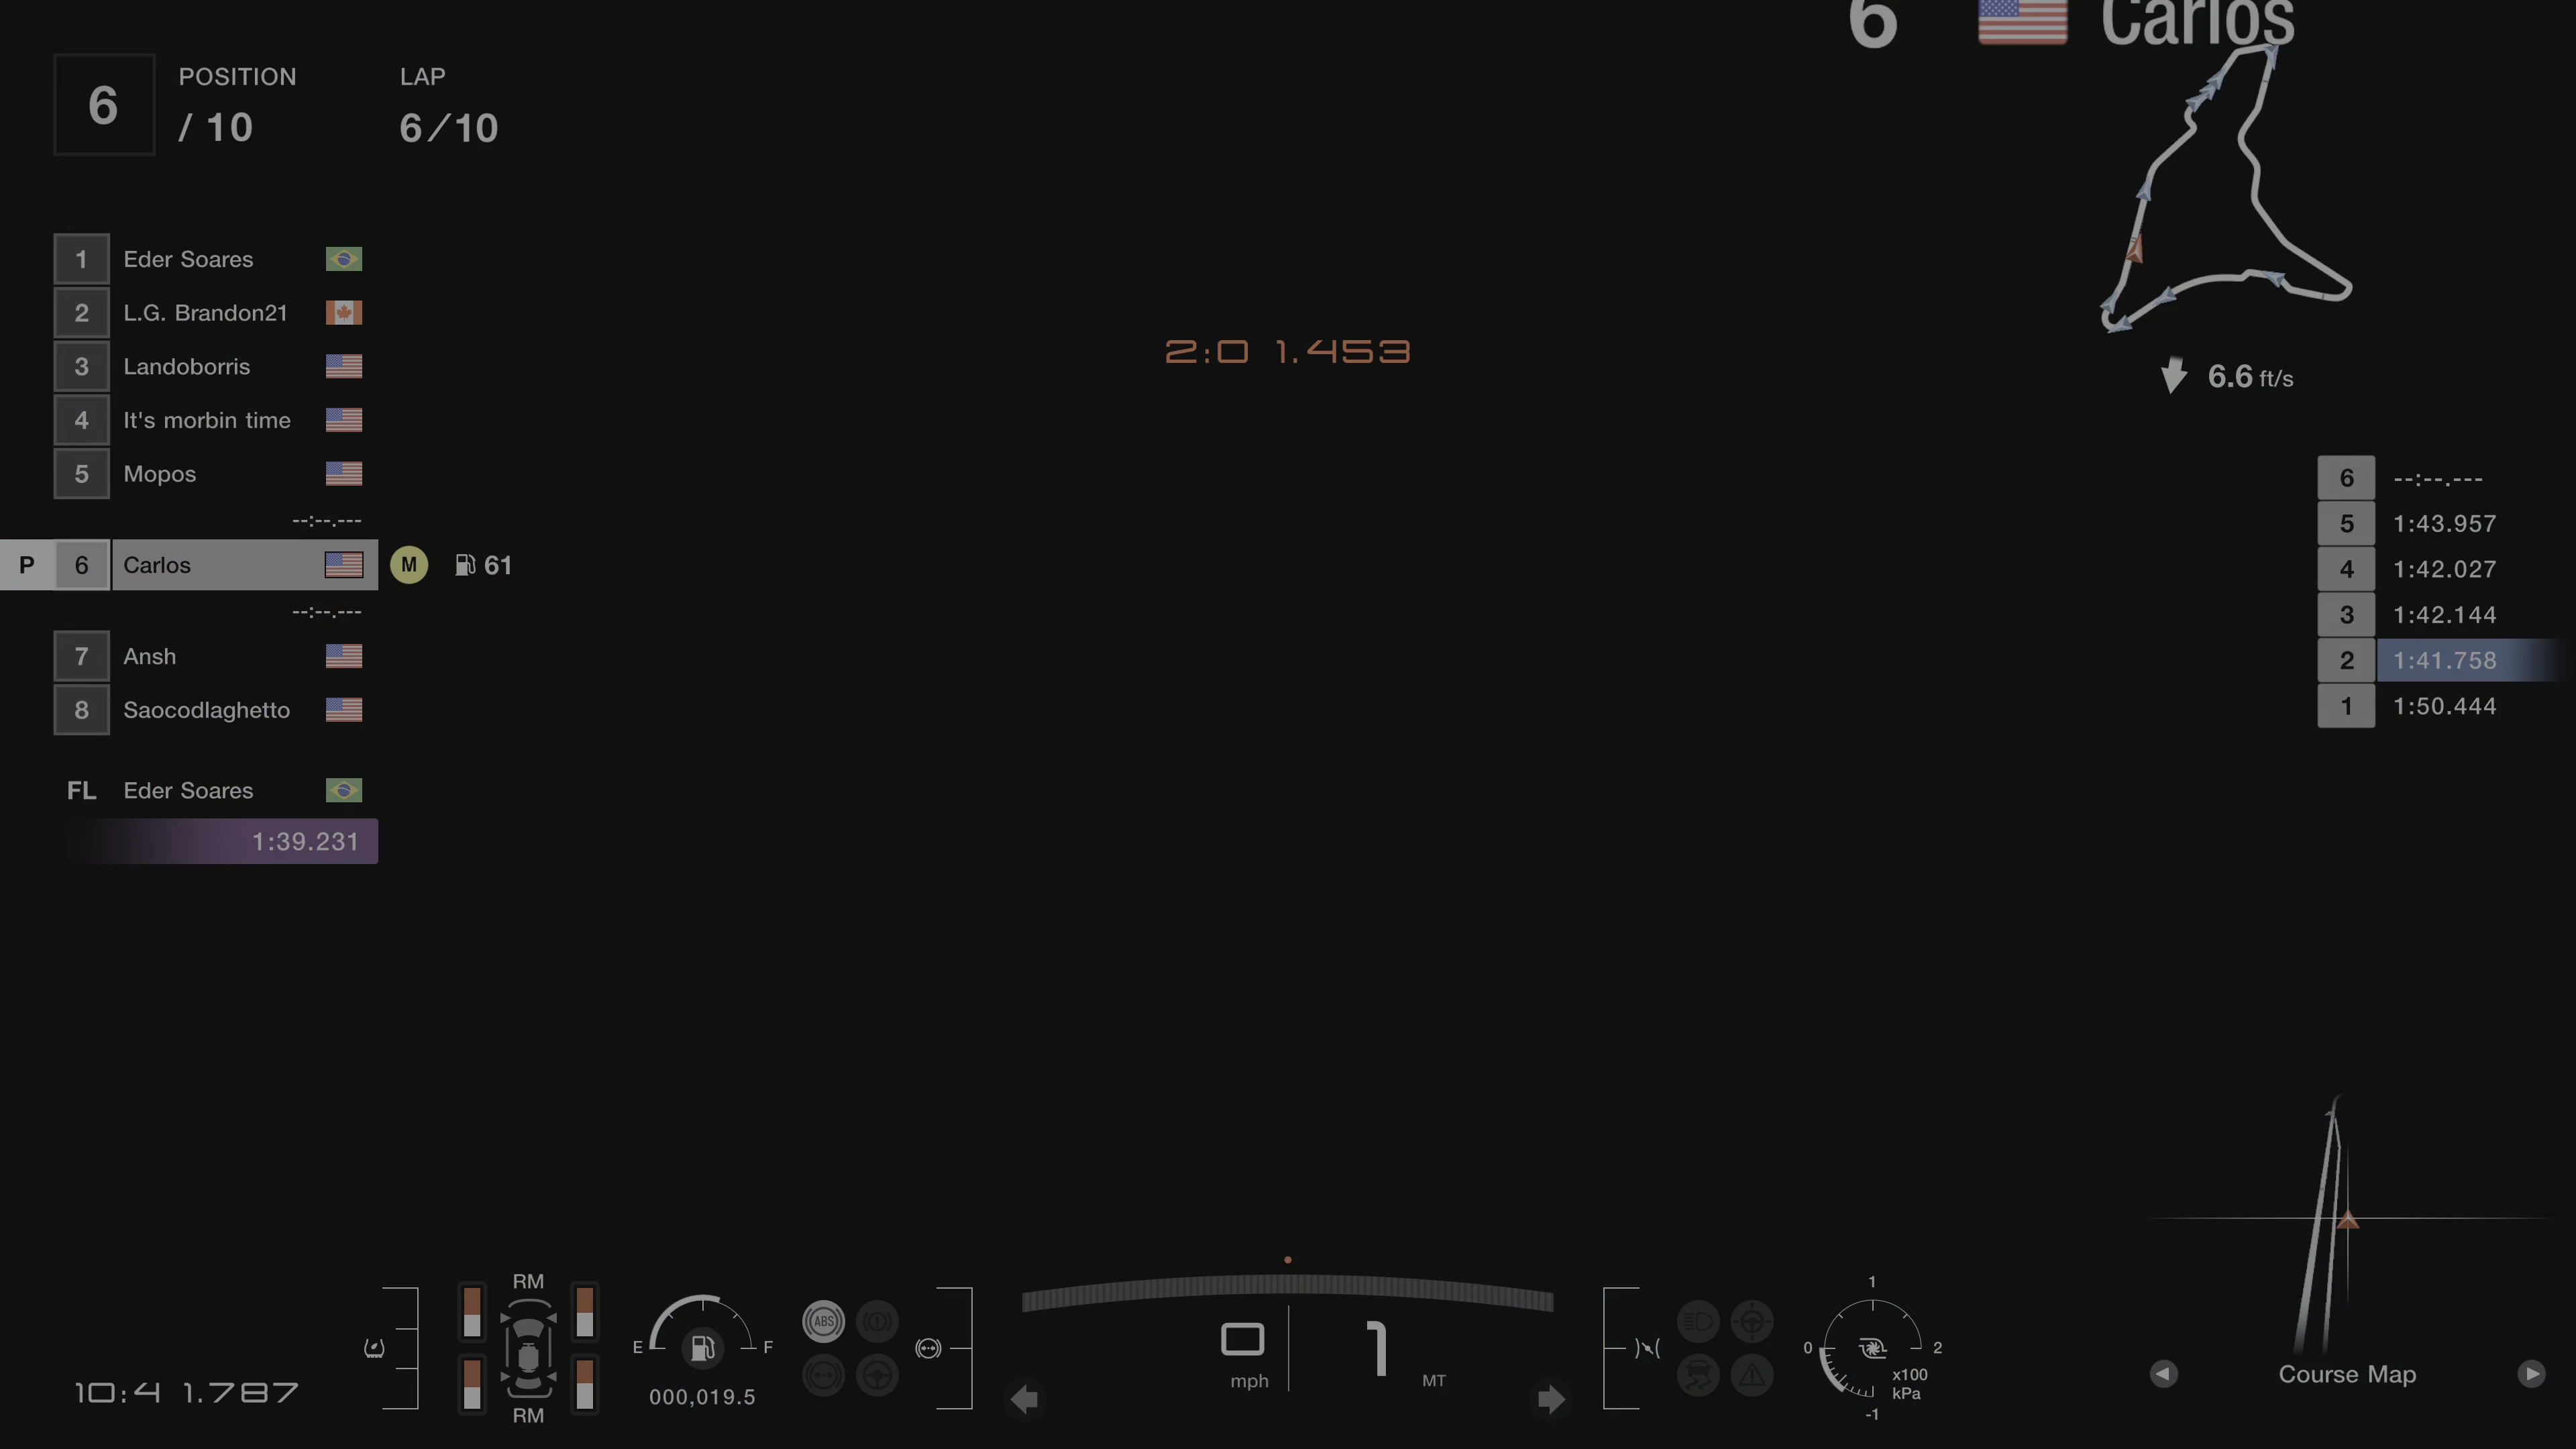 6 Carlos
POSITION LAP
6 / 10 6/10
1 Eder Soares
2 L.G. Brandon21
2:01.453
3 Landoborris
6.6 ft/s
4 It's morbin time
5 Mopos
6 --:--.---
--:--.---
5 1:43.957
P 6 Carlos M 61
4 1:42.027
--:--.---
3 1:42.144
7 Ansh
2 1:41.758
8 Saocodlaghetto
1 1:50.444
FL Eder Soares
1:39.231
RM
1
E F
ABS
0 mph 1 MT
0 2
x100
kPa
-1
Course Map
10:41.787
000,019.5
RM